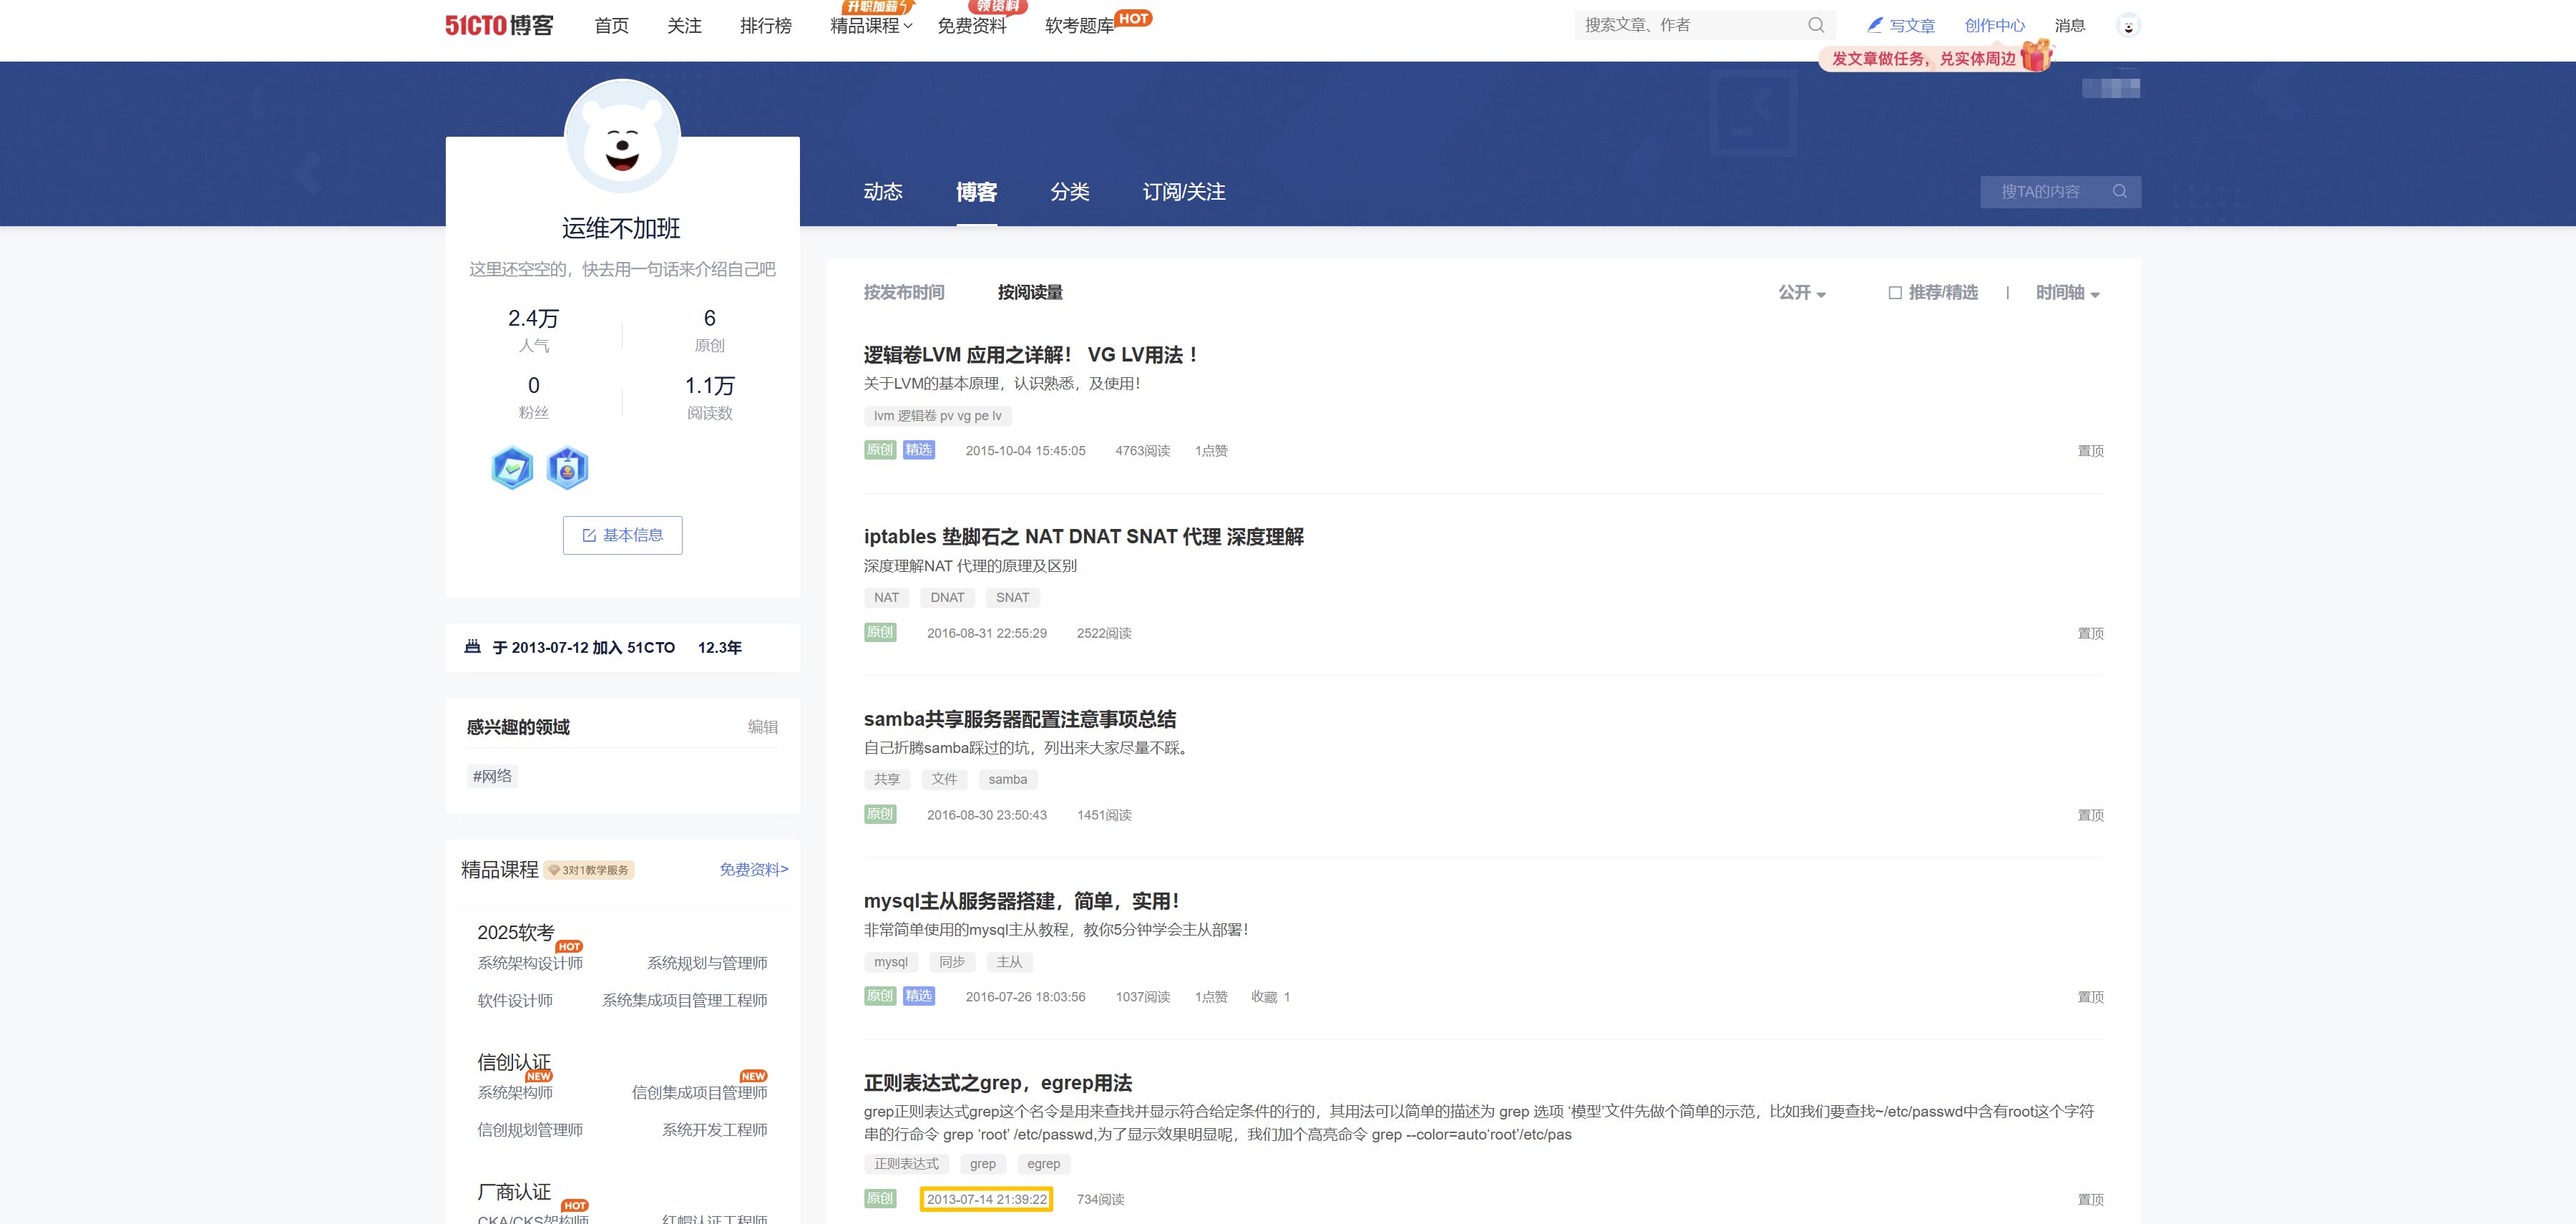 升职加薪
领资料
51CTO博客 首页 关注 排行榜 精品课程 免费资料 软考题库 HOT 搜索文章、作者 写文章 创作中心 消息
发文章做任务，兑实体周边
动态 博客 分类 订阅/关注 搜TA的内容
运维不加班
这里还空空的，快去用一句话来介绍自己吧
2.4万 6
人气 原创
0 1.1万
粉丝 阅读数
基本信息
于 2013-07-12 加入 51CTO 12.3年
感兴趣的领域 编辑
#网络
精品课程 3对1教学服务 免费资料>
2025软考
HOT
系统架构设计师 系统规划与管理师
软件设计师 系统集成项目管理工程师
信创认证
NEW NEW
系统架构师 信创集成项目管理师
信创规划管理师 系统开发工程师
厂商认证
HOT
CKA/CKS架构师 红帽认证工程师
按发布时间 按阅读量 公开 推荐/精选 | 时间轴
逻辑卷LVM 应用之详解！ VG LV用法 ！
关于LVM的基本原理，认识熟悉，及使用！
lvm 逻辑卷 pv vg pe lv
原创 精选 2015-10-04 15:45:05 4763阅读 1点赞 置顶
iptables 垫脚石之 NAT DNAT SNAT 代理 深度理解
深度理解NAT 代理的原理及区别
NAT DNAT SNAT
原创 2016-08-31 22:55:29 2522阅读 置顶
samba共享服务器配置注意事项总结
自己折腾samba踩过的坑，列出来大家尽量不踩。
共享 文件 samba
原创 2016-08-30 23:50:43 1451阅读 置顶
mysql主从服务器搭建，简单，实用！
非常简单使用的mysql主从教程，教你5分钟学会主从部署！
mysql 同步 主从
原创 精选 2016-07-26 18:03:56 1037阅读 1点赞 收藏 1 置顶
正则表达式之grep，egrep用法
grep正则表达式grep这个名令是用来查找并显示符合给定条件的行的，其用法可以简单的描述为 grep 选项 ‘模型’文件先做个简单的示范，比如我们要查找~/etc/passwd中含有root这个字符
串的行命令 grep ‘root’ /etc/passwd,为了显示效果明显呢，我们加个高亮命令 grep --color=auto‘root’/etc/pas
正则表达式 grep egrep
原创 2013-07-14 21:39:22 734阅读 置顶